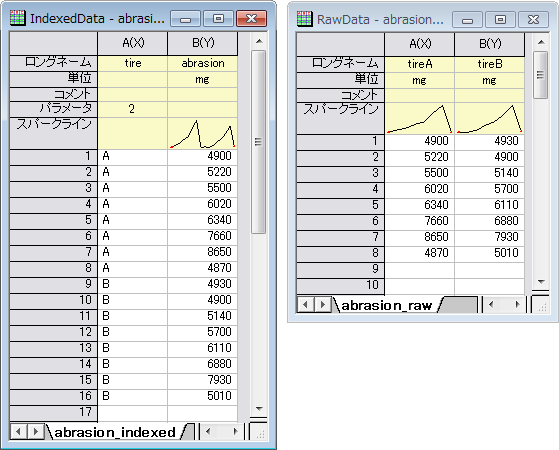 IndexedData - abrasi...
A(X) B(Y)
ロングネーム tire abrasion
単位 mg
コメント
パラメータ 2
スパークライン
1 A 4900
2 A 5220
3 A 5500
4 A 6020
5 A 6340
6 A 7660
7 A 8650
8 A 4870
9 B 4930
10 B 4900
11 B 5140
12 B 5700
13 B 6110
14 B 6880
15 B 7930
16 B 5010
17
abrasion_indexed
RawData - abrasion...
A(X) B(Y)
ロングネーム tireA tireB
単位 mg mg
コメント
スパークライン
1 4900 4930
2 5220 4900
3 5500 5140
4 6020 5700
5 6340 6110
6 7660 6880
7 8650 7930
8 4870 5010
9
10
abrasion_raw